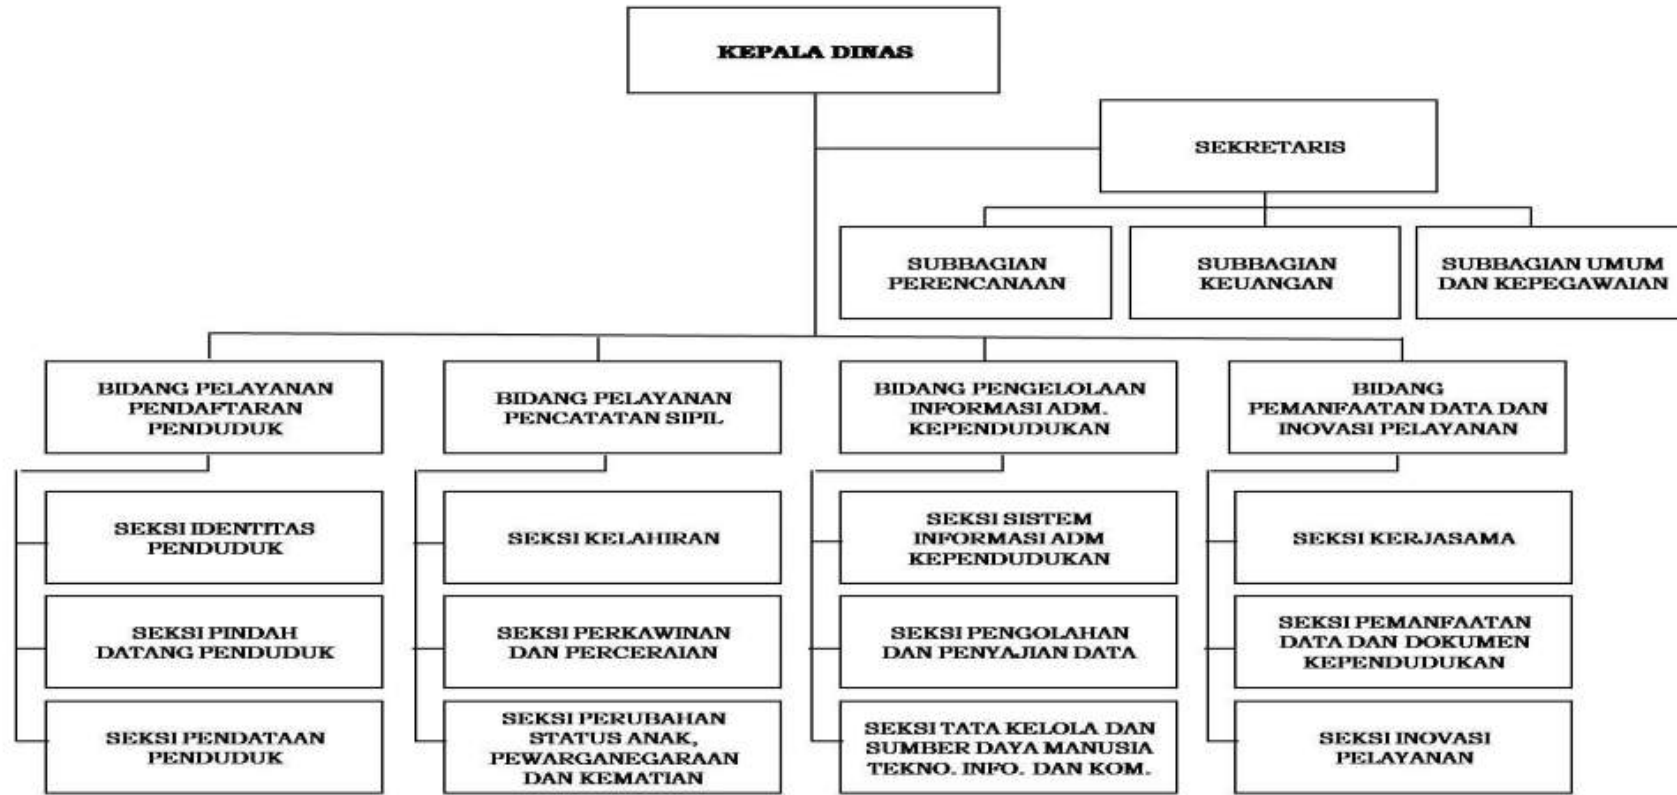 KEPALA DINAS
SEKRETARIS
SUBBAGIAN
PERENCANAAN
SUBBAGIAN
KEUANGAN
SUBBAGIAN UMUM
DAN KEPEGAWAIAN
BIDANG PELAYANAN
PENDAFTARAN
PENDUDUK
BIDANG PELAYANAN
PENCATATAN SIPIL
BIDANG PENGELOLAAN
INFORMASI ADM.
KEPENDUDUKAN
BIDANG
PEMANFAATAN DATA DAN
INOVASI PELAYANAN
SEKSI IDENTITAS
PENDUDUK
SEKSI KELAHIRAN
SEKSI SISTEM
INFORMASI ADM
KEPENDUDUKAN
SEKSI KERJASAMA
SEKSI PINDAH
DATANG PENDUDUK
SEKSI PERKAWINAN
DAN PERCERAIAN
SEKSI PENGOLAHAN
DAN PENYAJIAN DATA
SEKSI PEMANFAATAN
DATA DAN DOKUMEN
KEPENDUDUKAN
SEKSI PENDATAAN
PENDUDUK
SEKSI PERUBAHAN
STATUS ANAK,
PEWARGANEGARAAN
DAN KEMATIAN
SEKSI TATA KELOLA DAN
SUMBER DAYA MANUSIA
TEKNO. INFO. DAN KOM.
SEKSI INOVASI
PELAYANAN